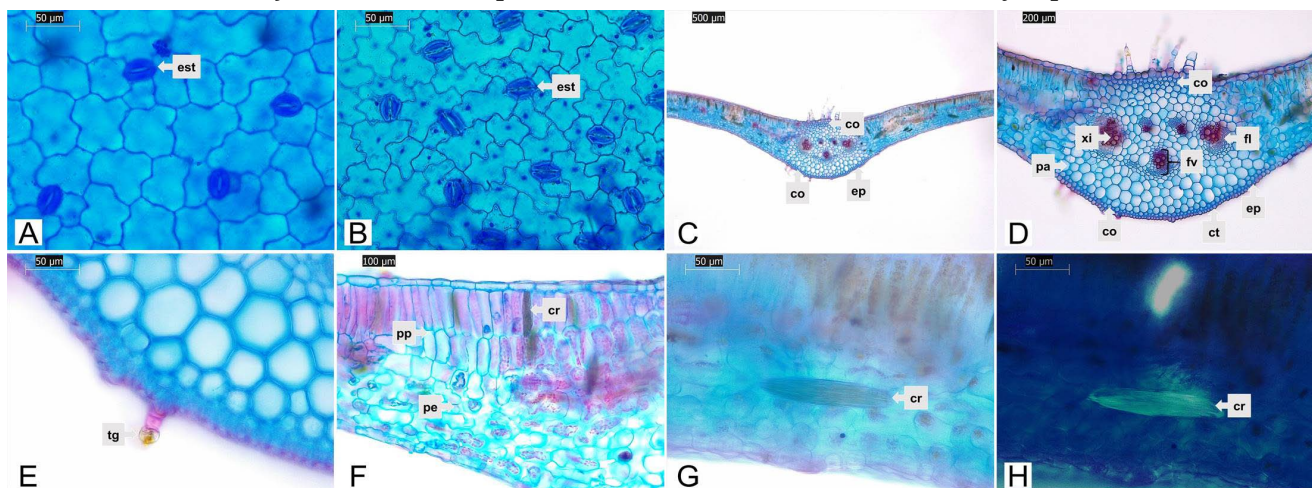 50 µm
est
A
50 µm
est
B
500 µm
co
co
ep
C
200 µm
co
xi
fl
fv
pa
ep
co
ct
D
50 µm
tg
E
100 µm
cr
pp
pe
F
50 µm
cr
G
50 µm
cr
H